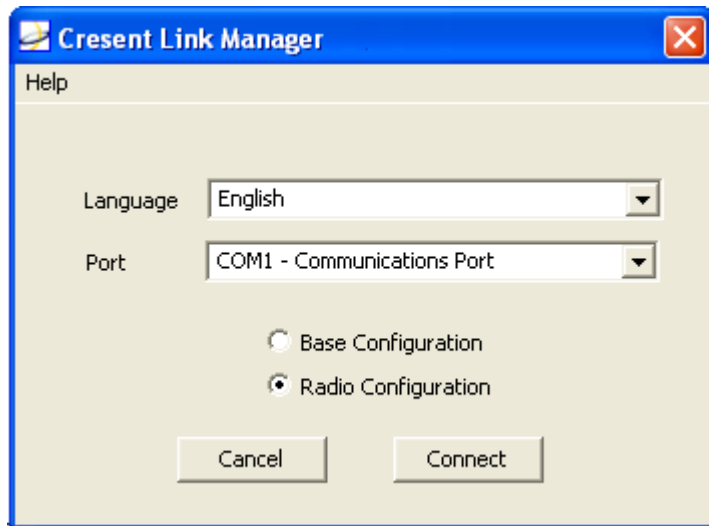 Cresent Link Manager
Help
Language English
Port COM1 - Communications Port
Base Configuration
Radio Configuration
Cancel Connect